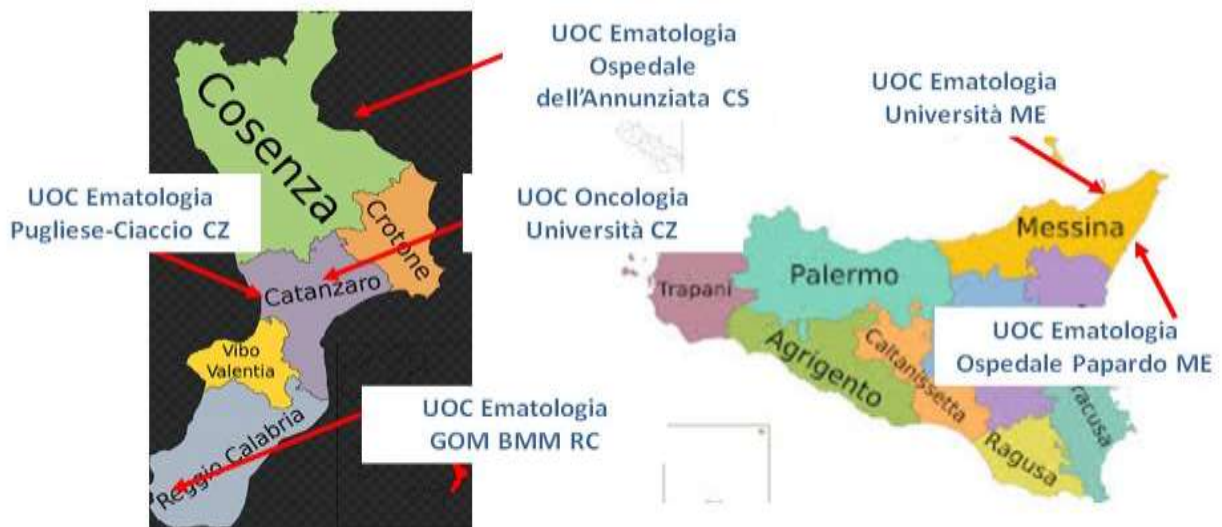 UOC Ematologia
Ospedale
dell'Annunziata CS
UOC Ematologia
Università ME
UOC Ematologia
Pugliese-Ciaccio CZ
UOC Oncologia
Università CZ
UOC Ematologia
Ospedale Papardo ME
UOC Ematologia
GOM BMM RC
Cosenza
Crotone
Catanzaro
Vibo
Valentia
Reggio Calabria
Messina
Palermo
Trapani
Agrigento
Caltanissetta
Ragusa
racusa